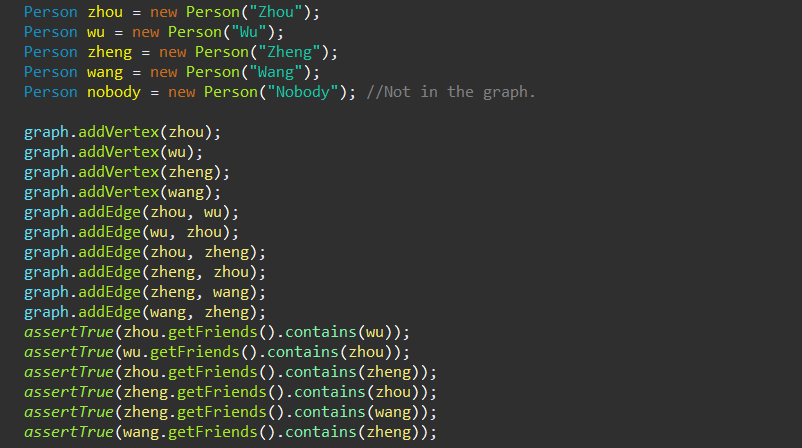 Person zhou = new Person("Zhou");
Person wu = new Person("Wu");
Person zheng = new Person("Zheng");
Person wang = new Person("Wang");
Person nobody = new Person("Nobody"); //Not in the graph.
graph.addVertex(zhou);
graph.addVertex(wu);
graph.addVertex(zheng);
graph.addVertex(wang);
graph.addEdge(zhou, wu);
graph.addEdge(wu, zhou);
graph.addEdge(zhou, zheng);
graph.addEdge(zheng, zhou);
graph.addEdge(zheng, wang);
graph.addEdge(wang, zheng);
assertTrue(zhou.getFriends().contains(wu));
assertTrue(wu.getFriends().contains(zhou));
assertTrue(zhou.getFriends().contains(zheng));
assertTrue(zheng.getFriends().contains(zhou));
assertTrue(zheng.getFriends().contains(wang));
assertTrue(wang.getFriends().contains(zheng));